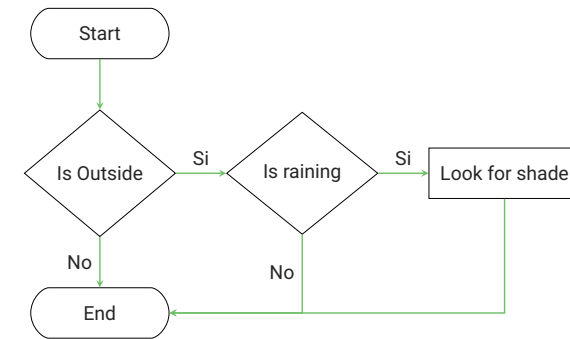 Start
Is Outside
Si
Is raining
Si
Look for shade
No
No
End